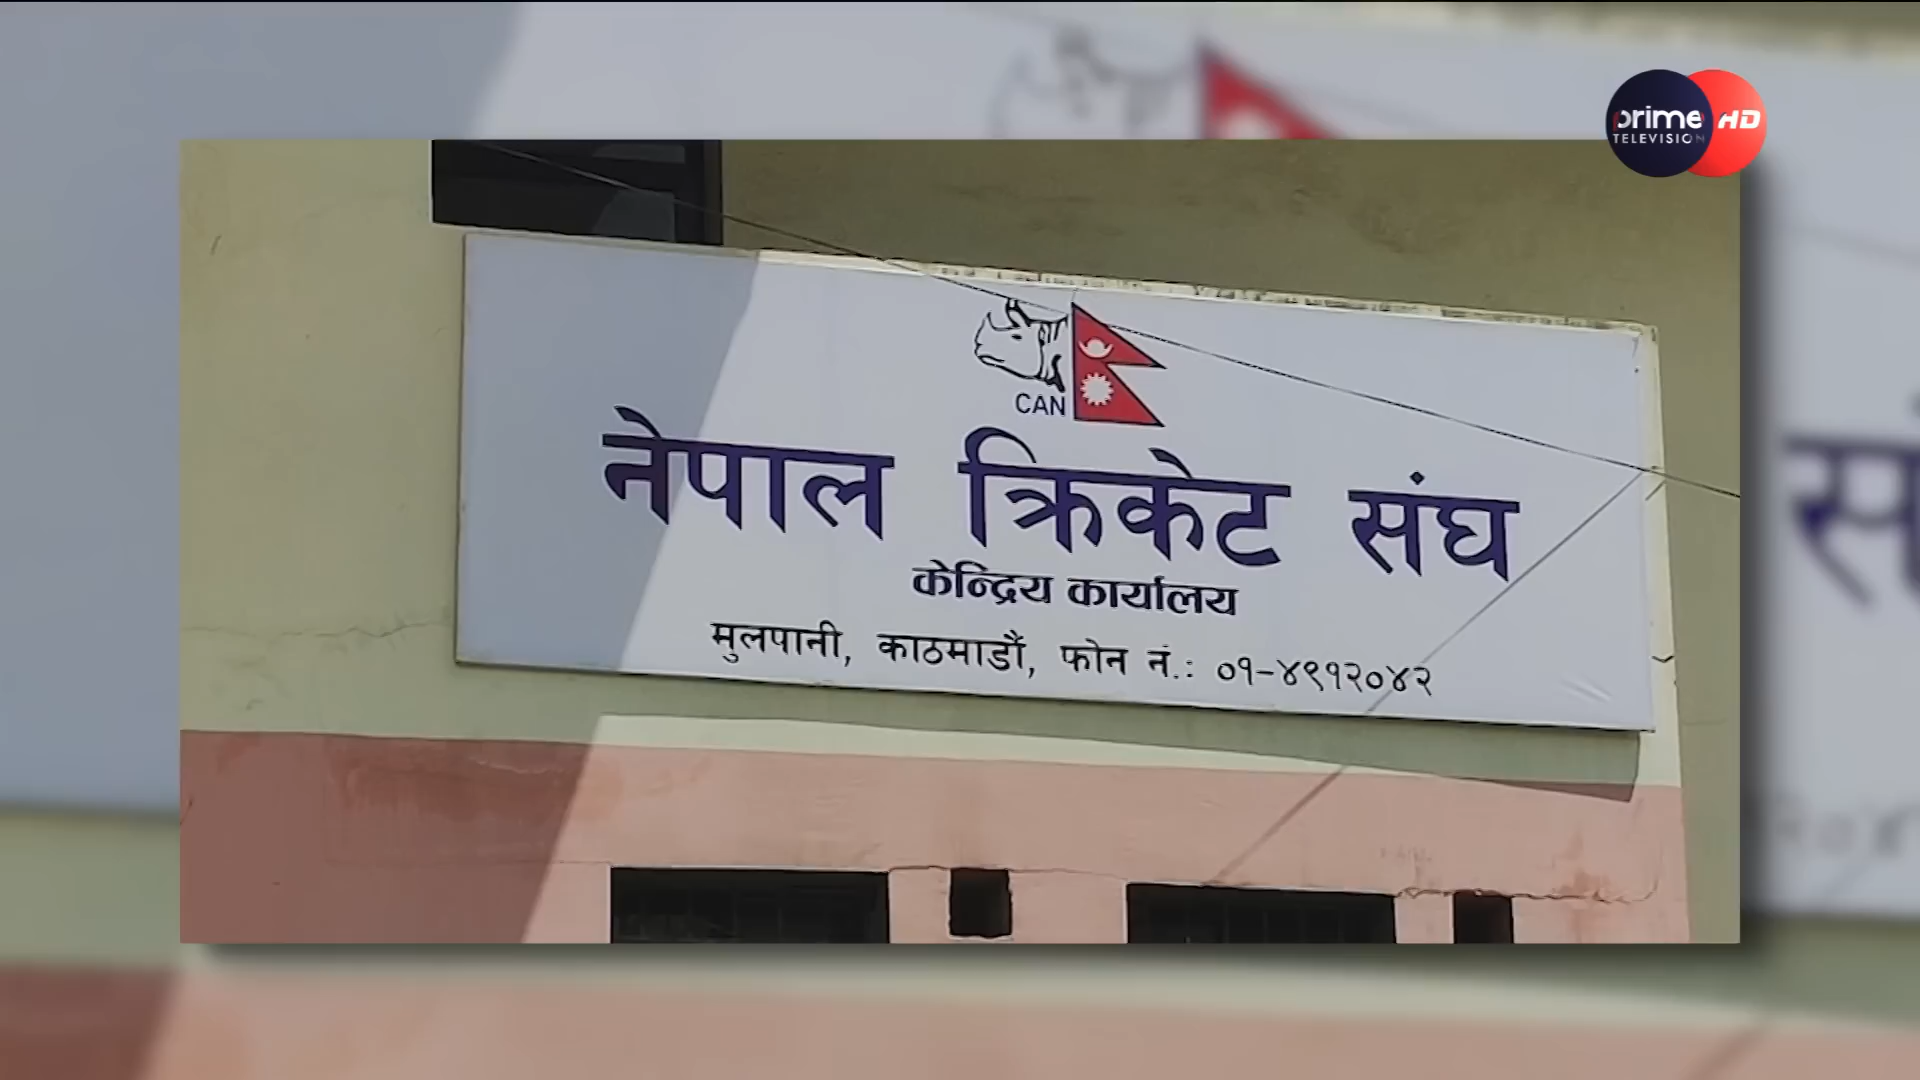 prime HD
TELEVISION
CAN
नेपाल क्रिकेट संघ
केन्द्रिय कार्यालय
मुलपानी, काठमाडौं, फोन नं.: ०१-४९१२०४२